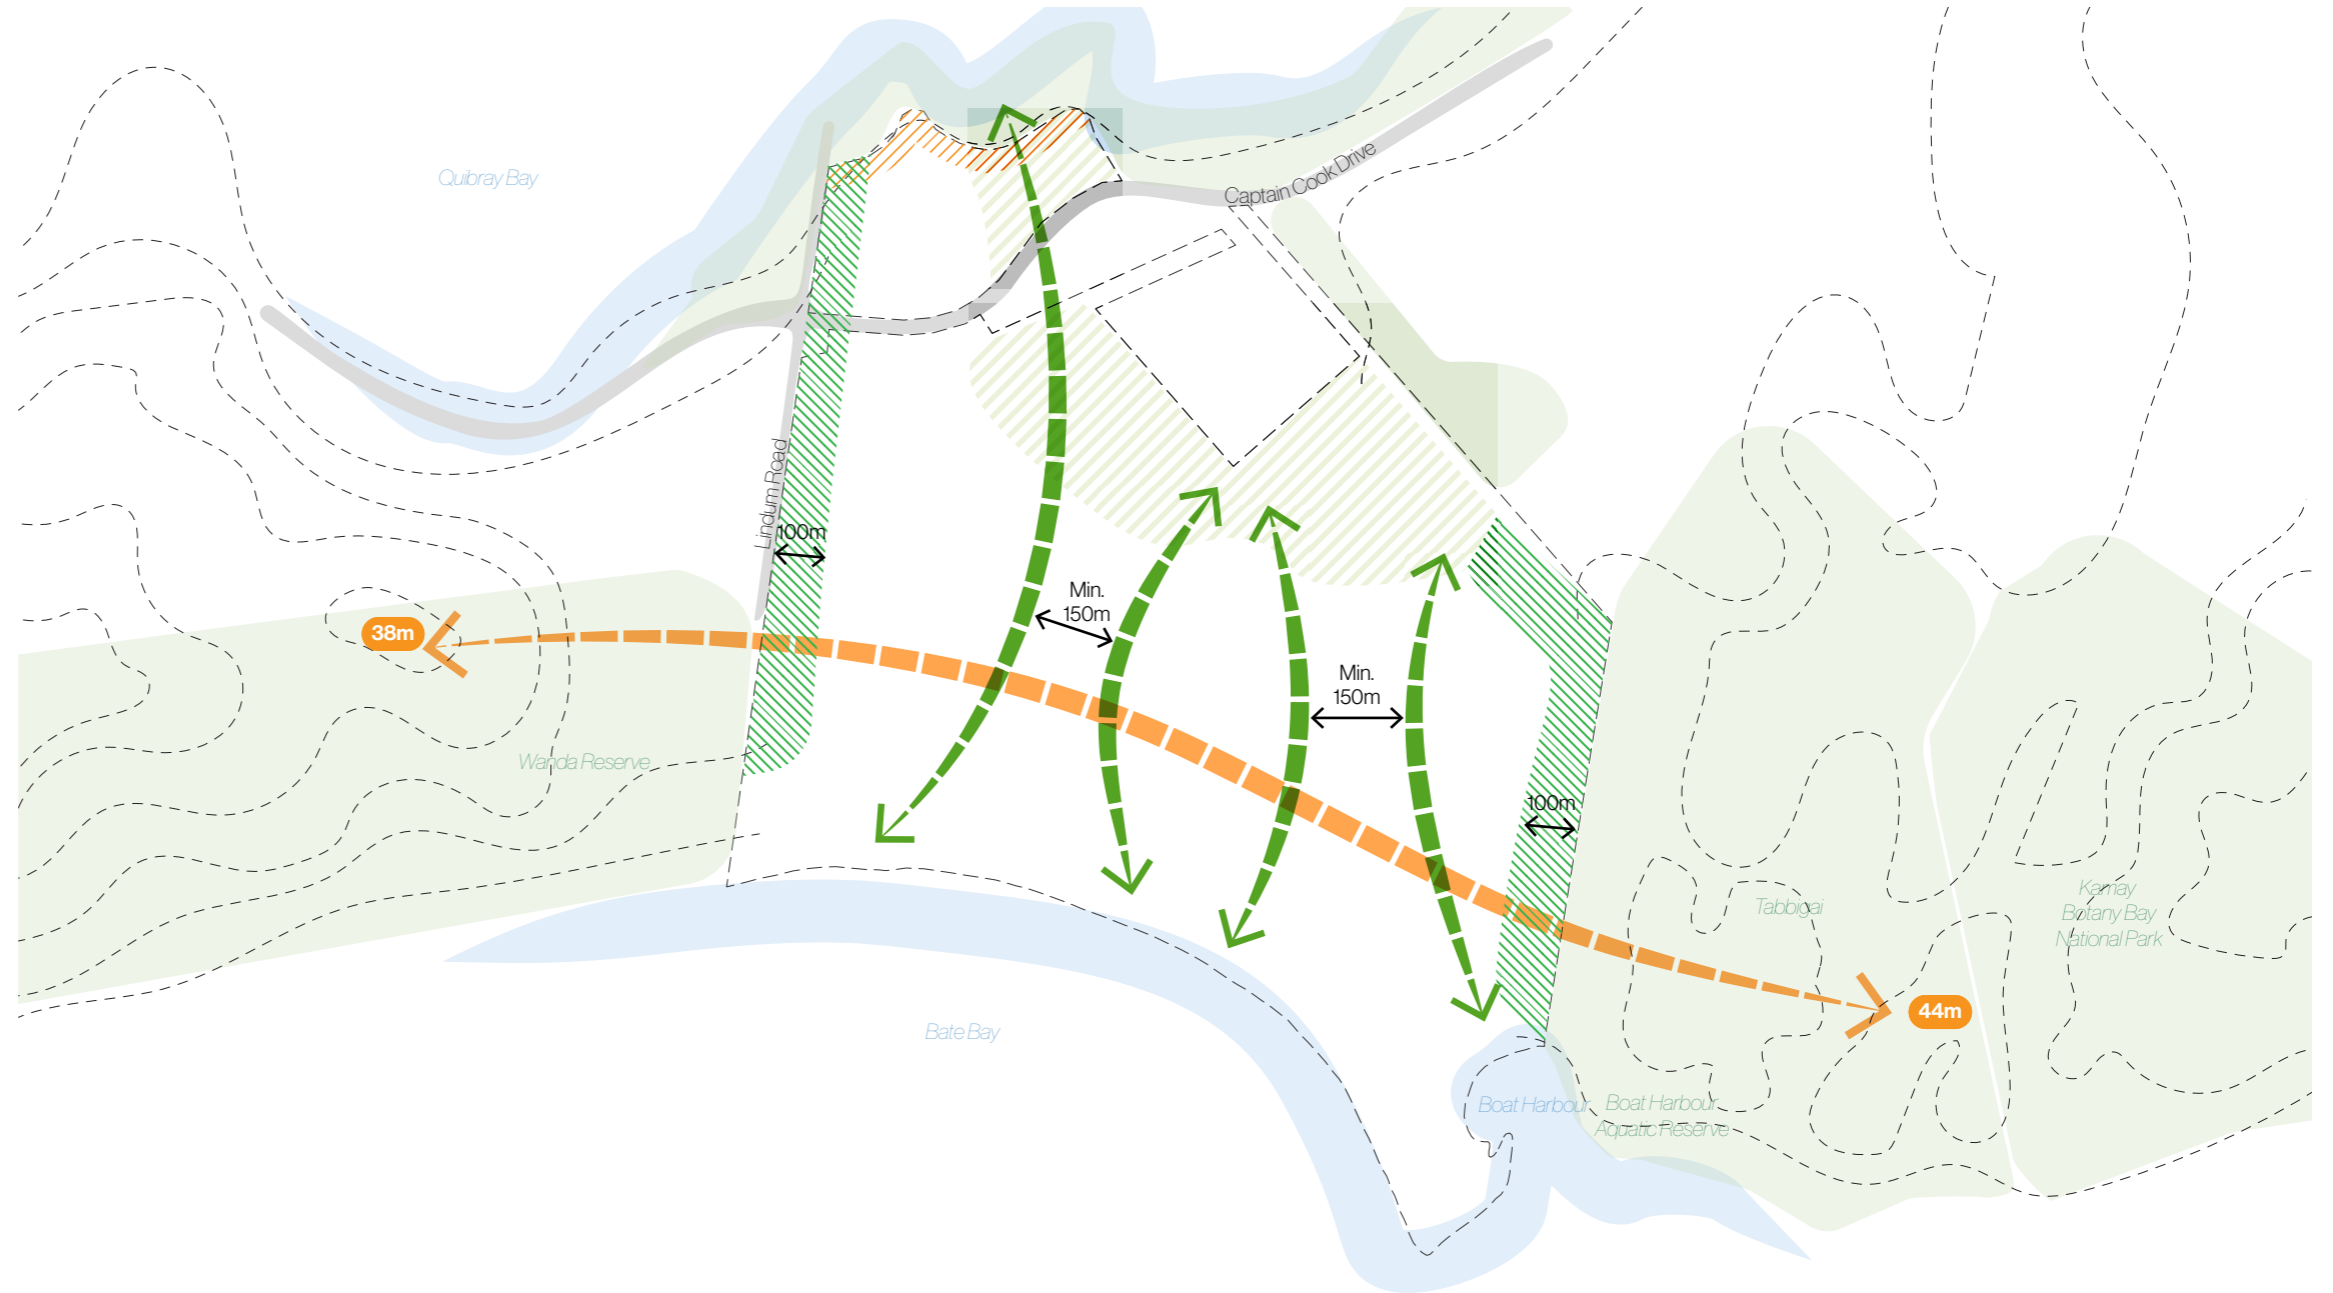 Quibray Bay
Captain Cook Drive
Lindum Road
100m
Min.
150m
38m
Min.
150m
Wanda Reserve
100m
Tabbigai
Kamay
Botany Bay
National Park
44m
Bate Bay
Boat Harbour
Boat Harbour
Aquatic Reserve